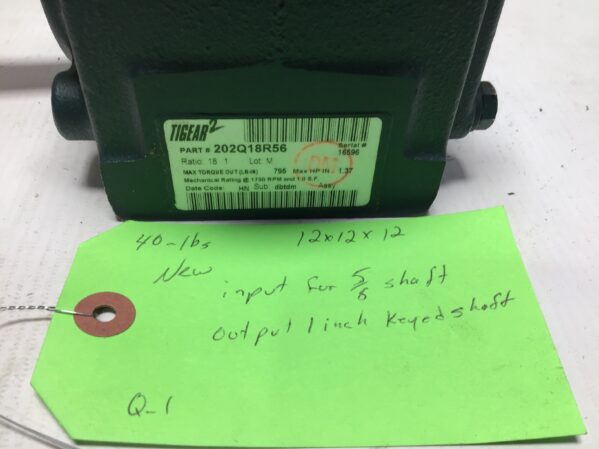 TIGEAR2
PART # 202Q18R56
Serial #
16596
Ratio: 18 : 1 Lot: M
MAX TORQUE OUT (LB-IN) 795 Max HP IN 1.37
Mechanical Rating @ 1750 RPM and 1.0 S.F.
Date Code: HN Sub: dbtdm Assy
40-lbs 12x12x12
New
input for 5/8 shaft
output 1 inch Keyed shaft
Q-1